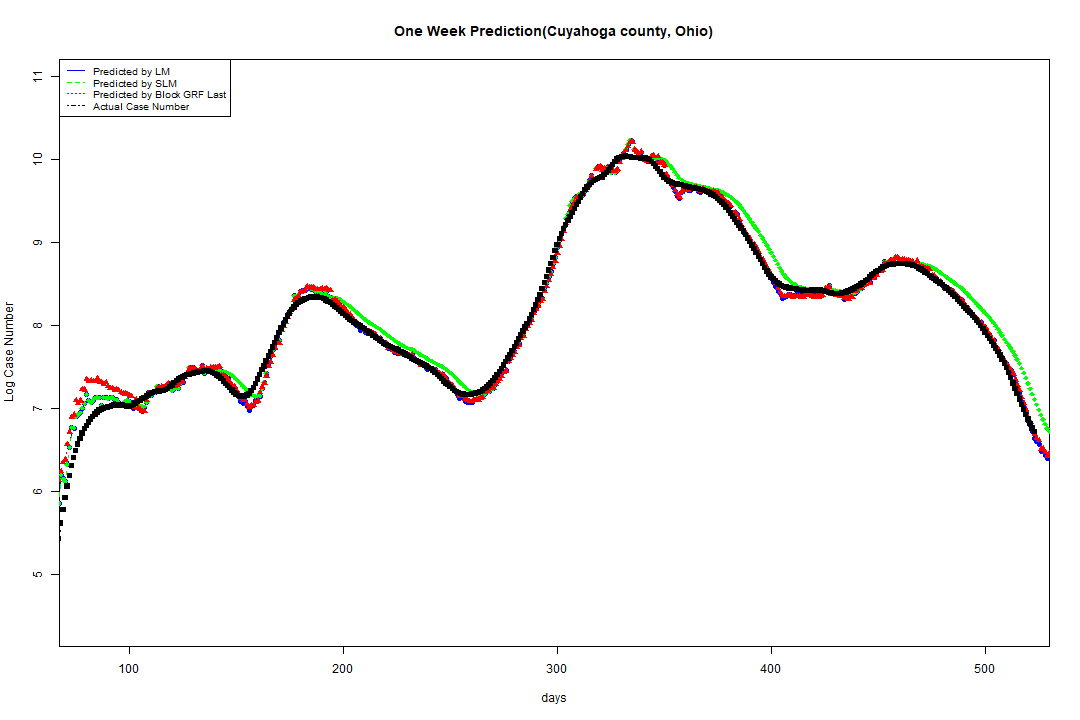 One Week Prediction(Cuyahoga county, Ohio)
Predicted by LM
Predicted by SLM
Predicted by Block GRF Last
Actual Case Number
11
10
9
8
7
6
5
Log Case Number
100 200 300 400 500
days